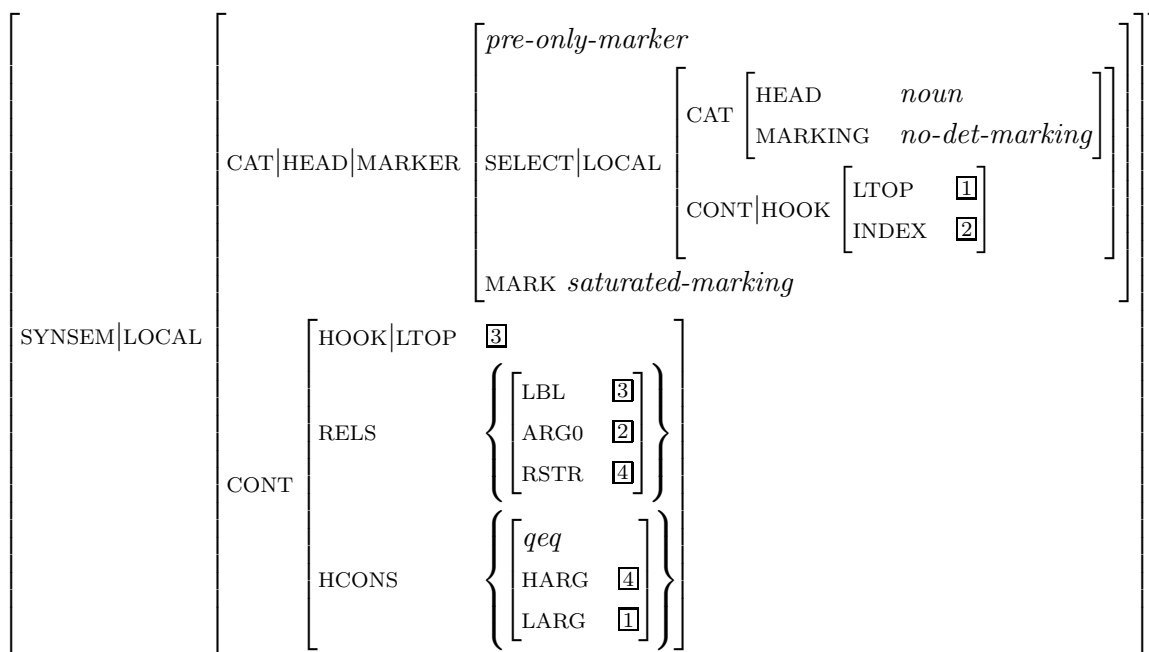 pre-only-marker
CAT [HEAD noun
MARKING no-det-marking]
CAT|HEAD|MARKER SELECT|LOCAL
CONT|HOOK [LTOP 1
INDEX 2]
MARK saturated-marking
SYNSEM|LOCAL
HOOK|LTOP 3
LBL 3
RELS ARG0 2
RSTR 4
CONT
qeq
HCONS HARG 4
LARG 1